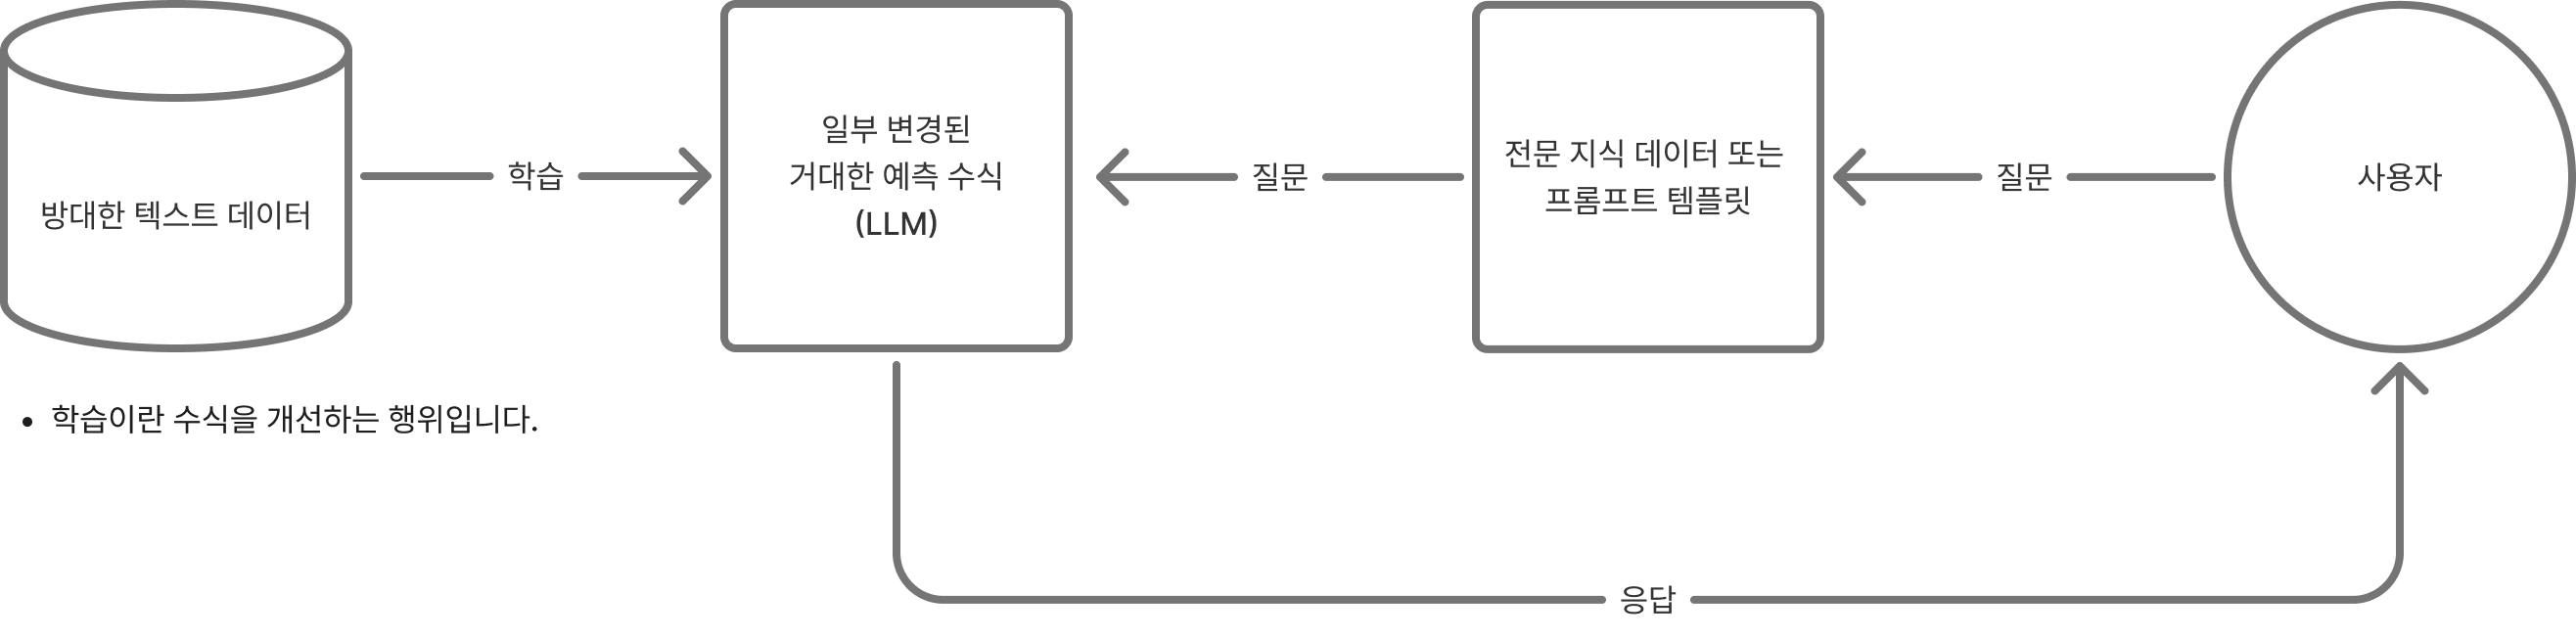 방대한 텍스트 데이터
학습
일부 변경된
거대한 예측 수식
(LLM)
질문
전문 지식 데이터 또는
프롬프트 템플릿
질문
사용자
• 학습이란 수식을 개선하는 행위입니다.
응답